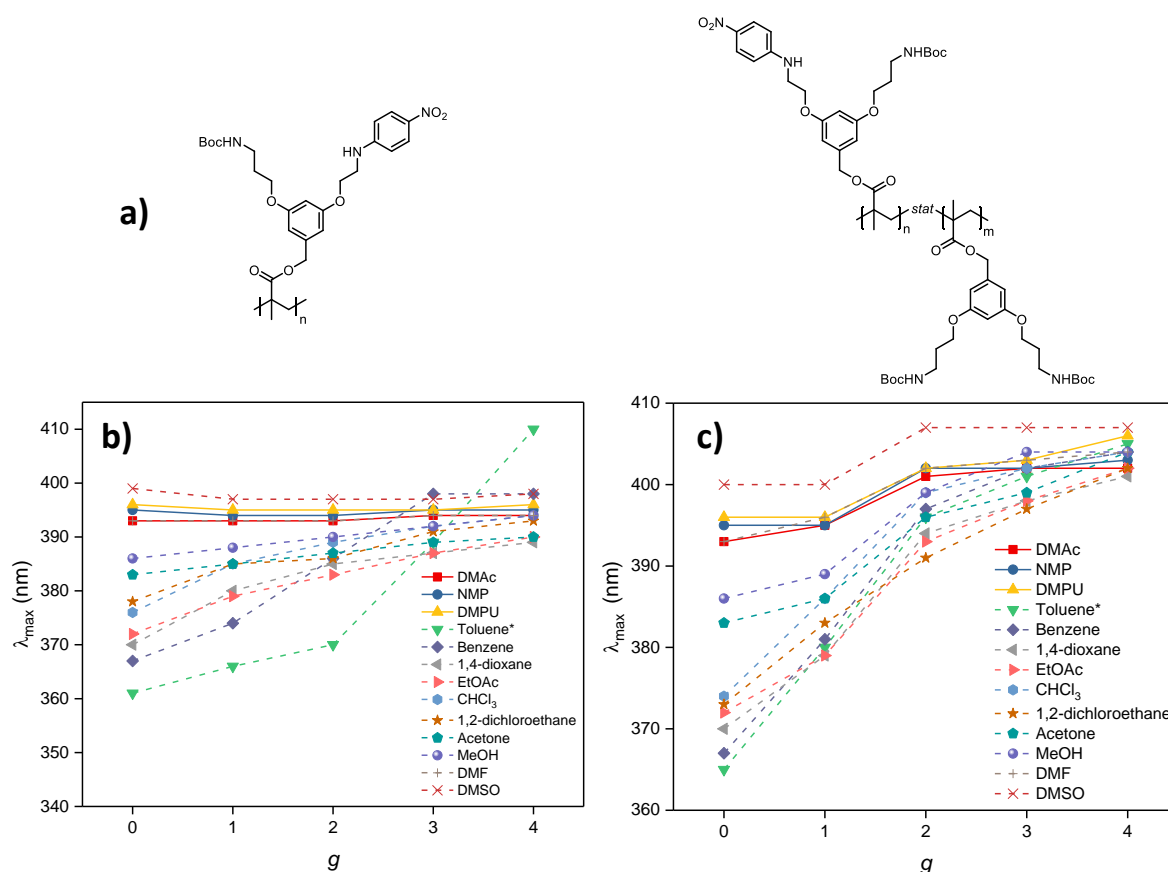 a)
BocHN
O
O
HN
NO₂
O
O
n
O₂N
NH
NHBoc
O
O
O
O
n
stat
m
O
O
O
O
BocHN
NHBoc
b)
λmax (nm)
410
400
390
380
370
360
350
340
0 1 2 3 4
g
DMAc
NMP
DMPU
Toluene*
Benzene
1,4-dioxane
EtOAc
CHCl₃
1,2-dichloroethane
Acetone
MeOH
DMF
DMSO
c)
λmax (nm)
410
400
390
380
370
360
0 1 2 3 4
g
DMAc
NMP
DMPU
Toluene*
Benzene
1,4-dioxane
EtOAc
CHCl₃
1,2-dichloroethane
Acetone
MeOH
DMF
DMSO